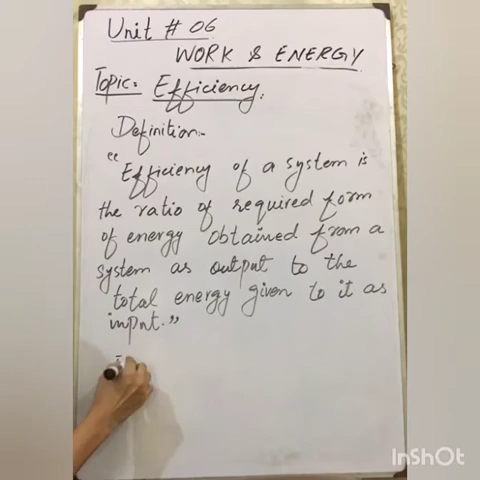 Unit # 06
WORK & ENERGY
Topic:- Efficiency.
Definition:-
"Efficiency of a system is
the ratio of required form
of energy obtained from a
system as output to the
total energy given to it as
input."
InShOt